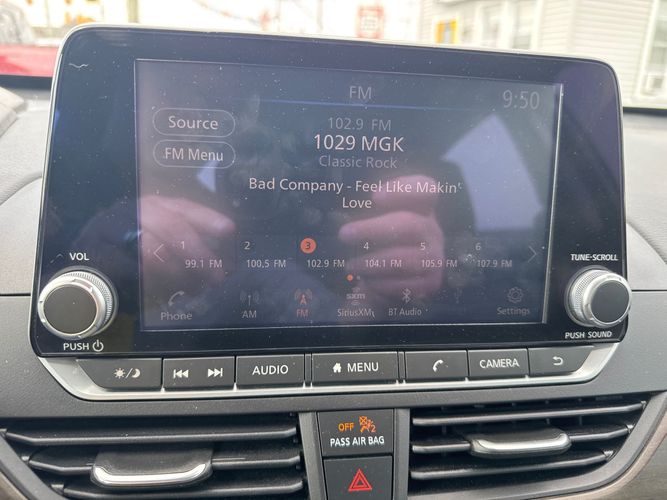 FM
9:50
Source
102.9 FM
1029 MGK
FM Menu
Classic Rock
Bad Company - Feel Like Makin'
Love
1 2 3 4 5 6
99.1 FM 100.5 FM 102.9 FM 104.1 FM 105.9 FM 107.9 FM
sxm
Phone AM FM SiriusXM BT Audio Settings
VOL
TUNE·SCROLL
PUSH
PUSH SOUND
AUDIO MENU CAMERA
OFF 2
PASS AIR BAG